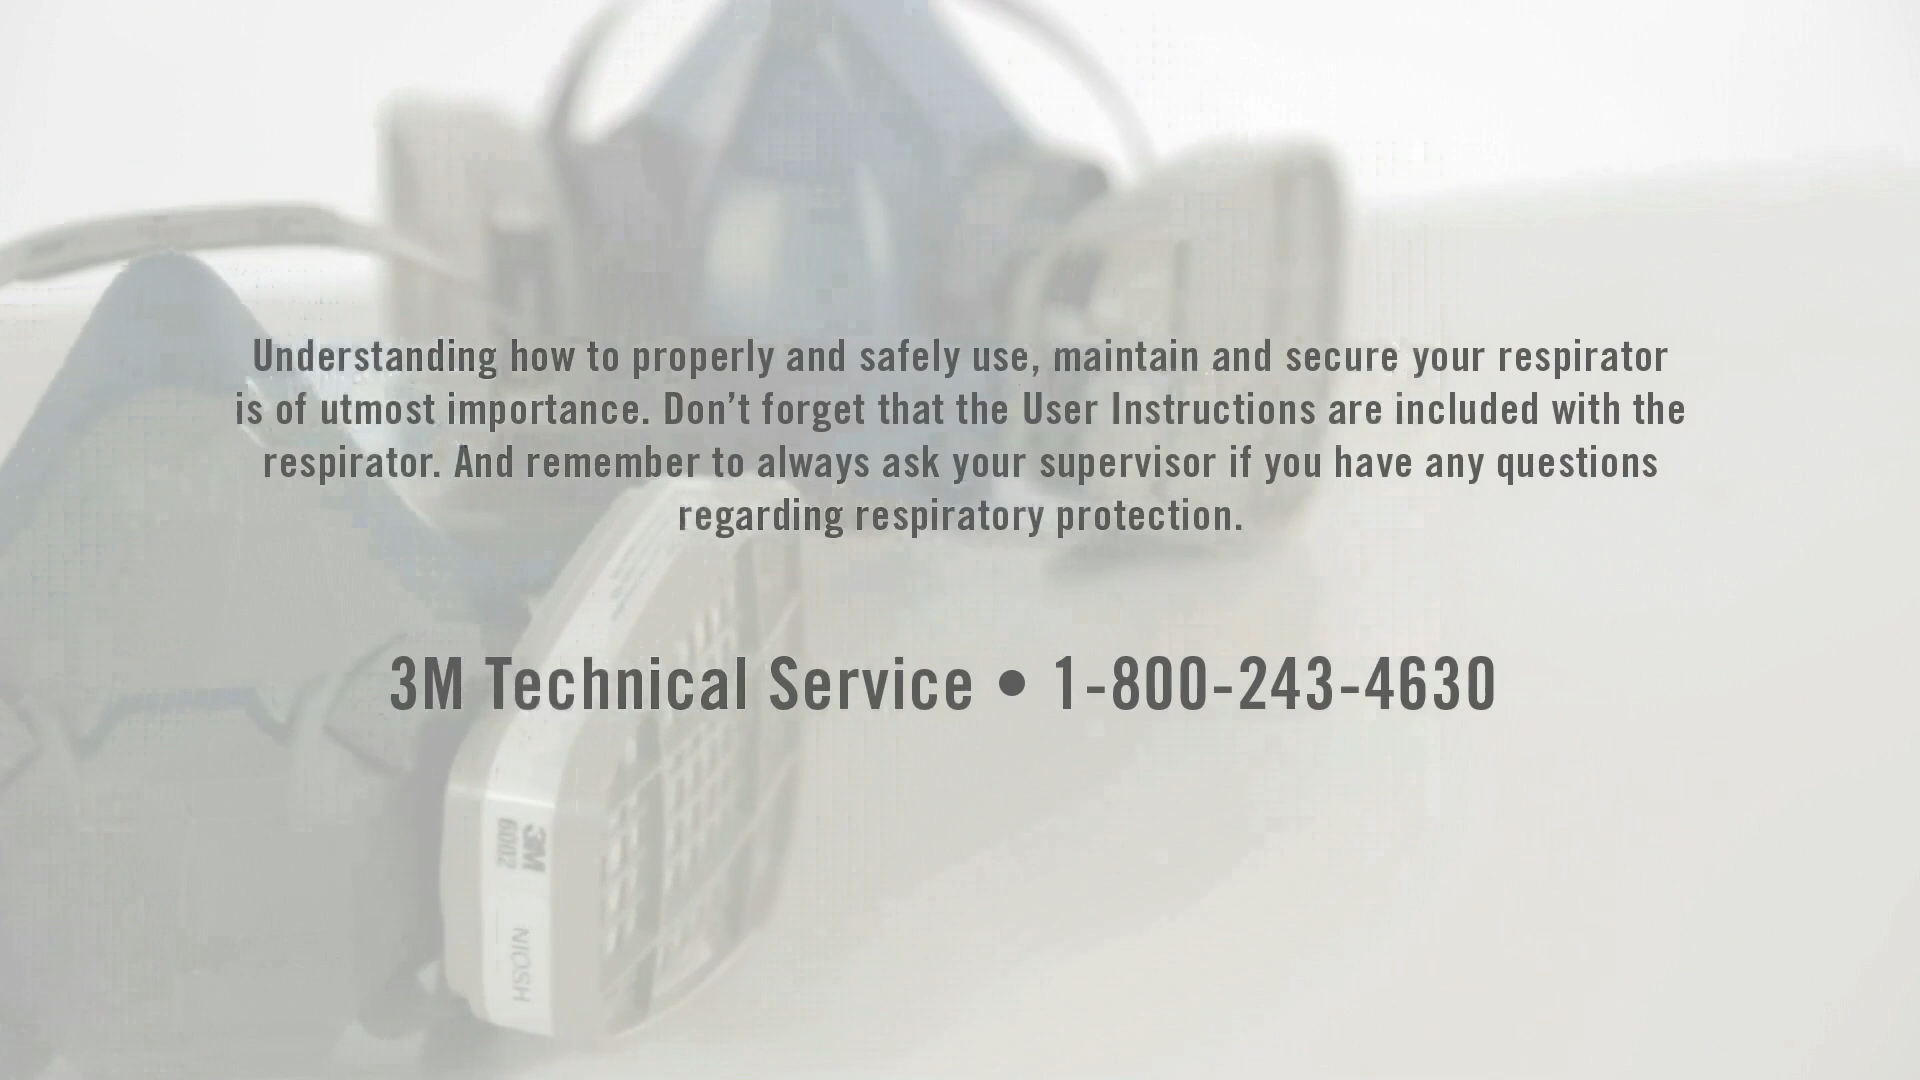 Understanding how to properly and safely use, maintain and secure your respirator
is of utmost importance. Don’t forget that the User Instructions are included with the
respirator. And remember to always ask your supervisor if you have any questions
regarding respiratory protection.
3M Technical Service • 1-800-243-4630
3M
6002
NIOSH